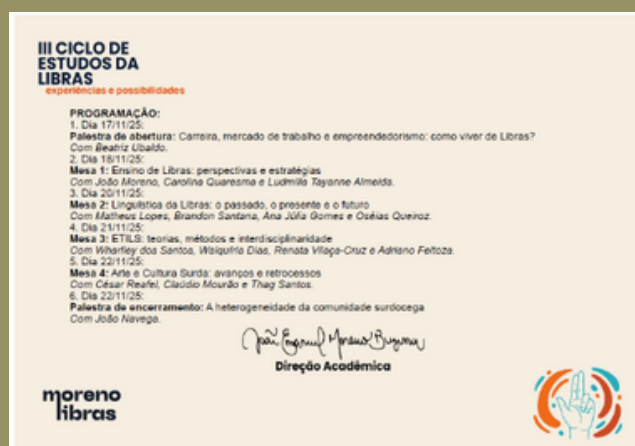 III CICLO DE
ESTUDOS DA
LIBRAS
experiências e possibilidades
PROGRAMAÇÃO:
1. Dia 17/11/25:
Palestra de abertura: Carreira, mercado de trabalho e empreendedorismo: como viver de Libras?
Com Beatriz Ubaldo.
2. Dia 18/11/25:
Mesa 1: Ensino de Libras: perspectivas e estratégias
Com João Moreno, Carolina Quaresma e Ludmilla Tayanne Almeida.
3. Dia 20/11/25:
Mesa 2: Linguística da Libras: o passado, o presente e o futuro
Com Matheus Lopes, Brandon Santana, Ana Júlia Gomes e Oséias Queiroz.
4. Dia 21/11/25:
Mesa 3: ETILS: teorias, métodos e interdisciplinaridade
Com Whartley dos Santos, Walquíria Dias, Renata Vilaça-Cruz e Adriano Feitoza.
5. Dia 22/11/25:
Mesa 4: Arte e Cultura Surda: avanços e retrocessos
Com César Reafel, Claúdio Mourão e Thag Santos.
6. Dia 22/11/25:
Palestra de encerramento: A heterogeneidade da comunidade surdocega
Com João Navega.
Direção Acadêmica
moreno
libras